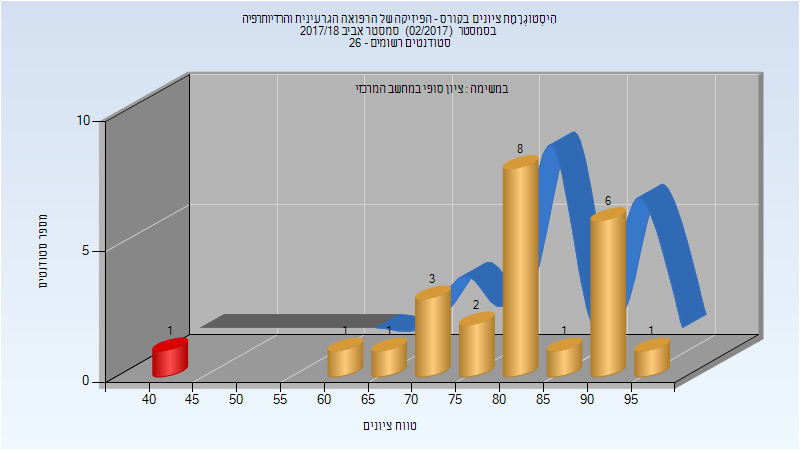 הִיסְטוֹגְרַמַת ציונים בקורס - הפיזיקה של הרפואה הגרעינית והרדיותרפיה
בסמסטר (02/2017) סמסטר אביב 2017/18
סטודנטים רשומים - 26
במשימה : ציון סופי במחשב המרכזי
מספר סטודנטים
10
5
0
1
1
1
3
2
8
1
6
1
40 45 50 55 60 65 70 75 80 85 90 95
טווח ציונים